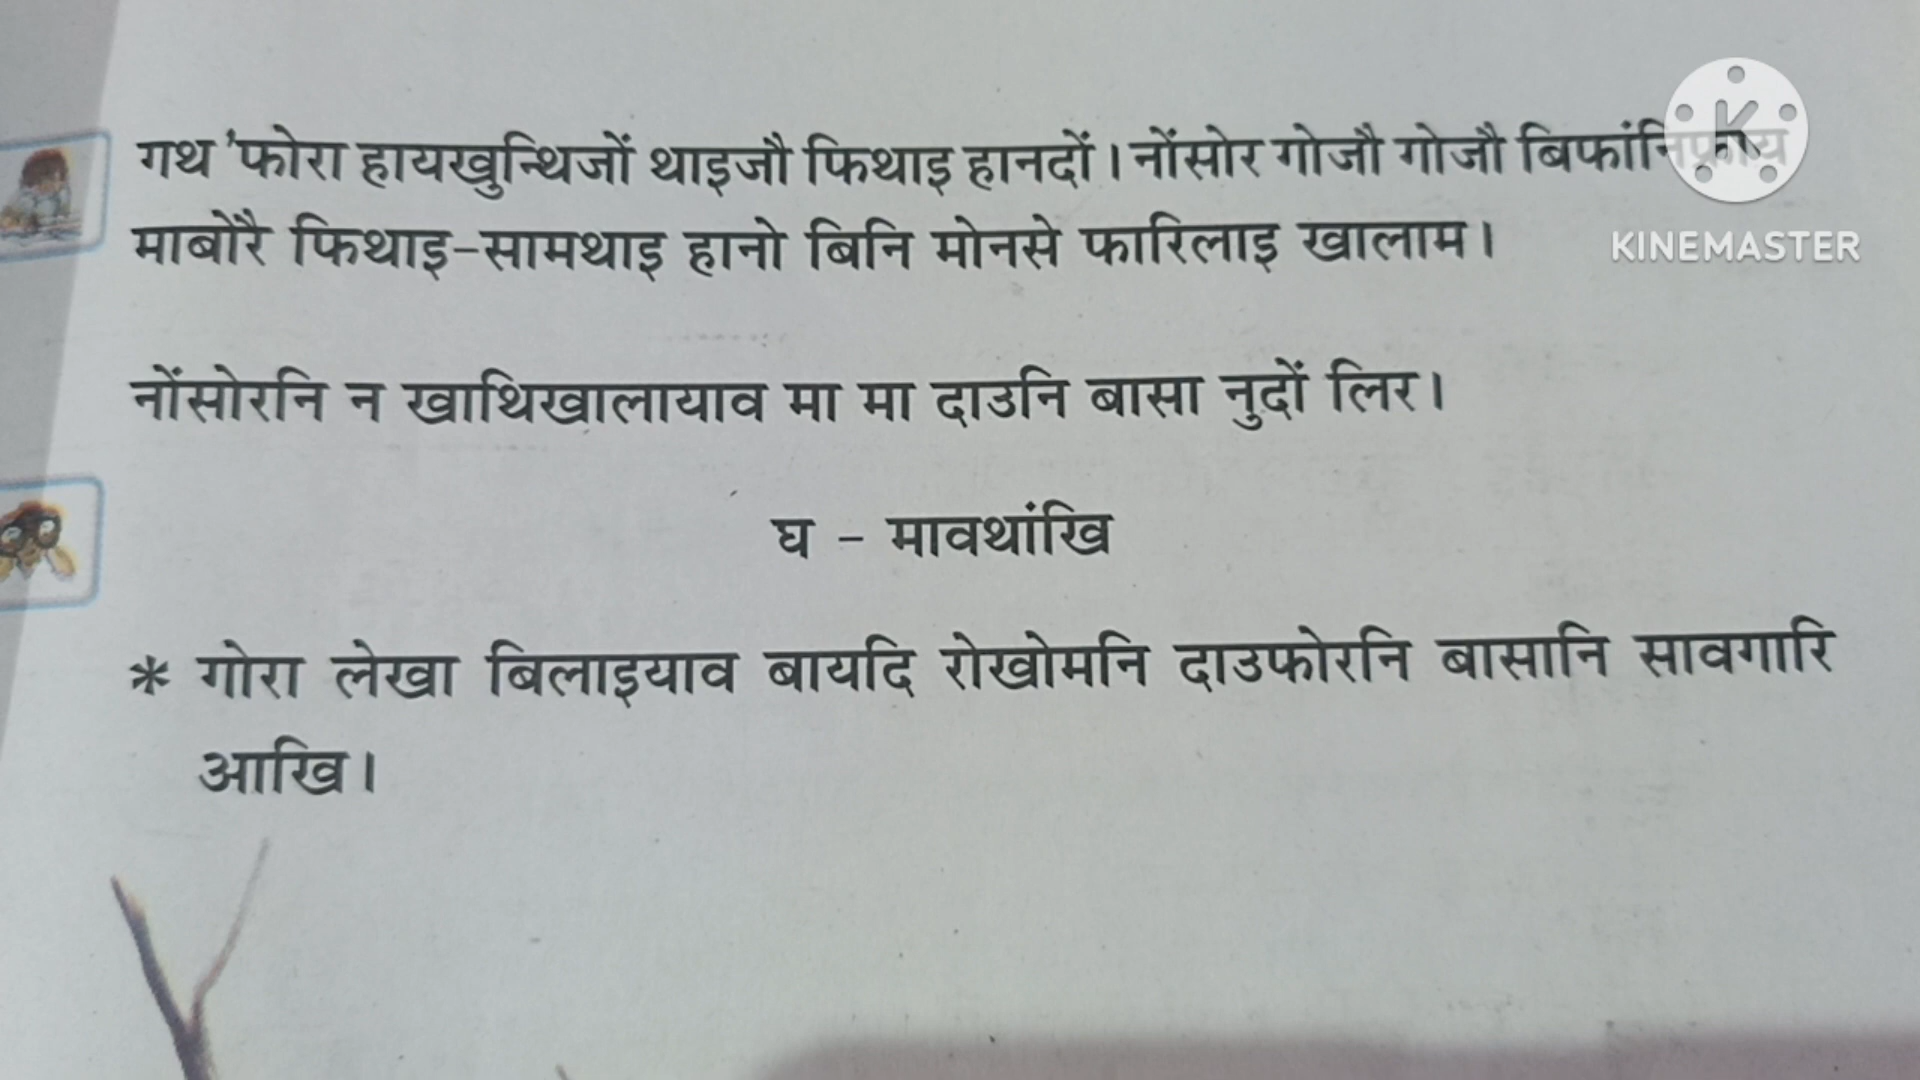 गथ 'फोरा हायखुन्थिजों थाइजौ फिथाइ हानदों। नोंसोर गोजौ गोजौ बिफांनिफ्राय
माबोरै फिथाइ-सामथाइ हानो बिनि मोनसे फारिलाइ खालाम।
K
KINEMASTER
नोंसोरनि न खाथिखालायाव मा मा दाउनि बासा नुदों लिर।
घ - मावथांखि
* गोरा लेखा बिलाइयाव बायदि रोखोमनि दाउफोरनि बासानि सावगारि
आखि।